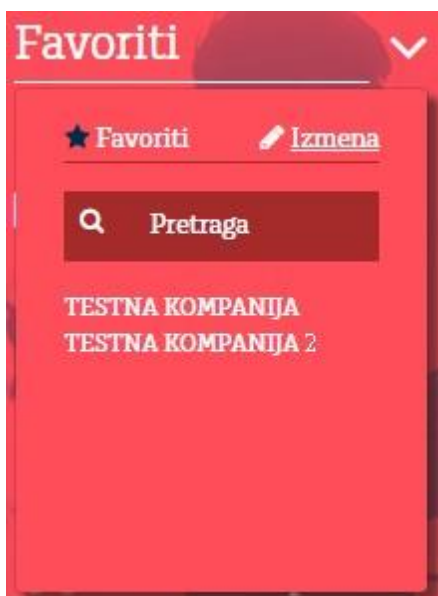 Favoriti
Favoriti Izmena
Pretraga
TESTNA KOMPANIJA
TESTNA KOMPANIJA 2